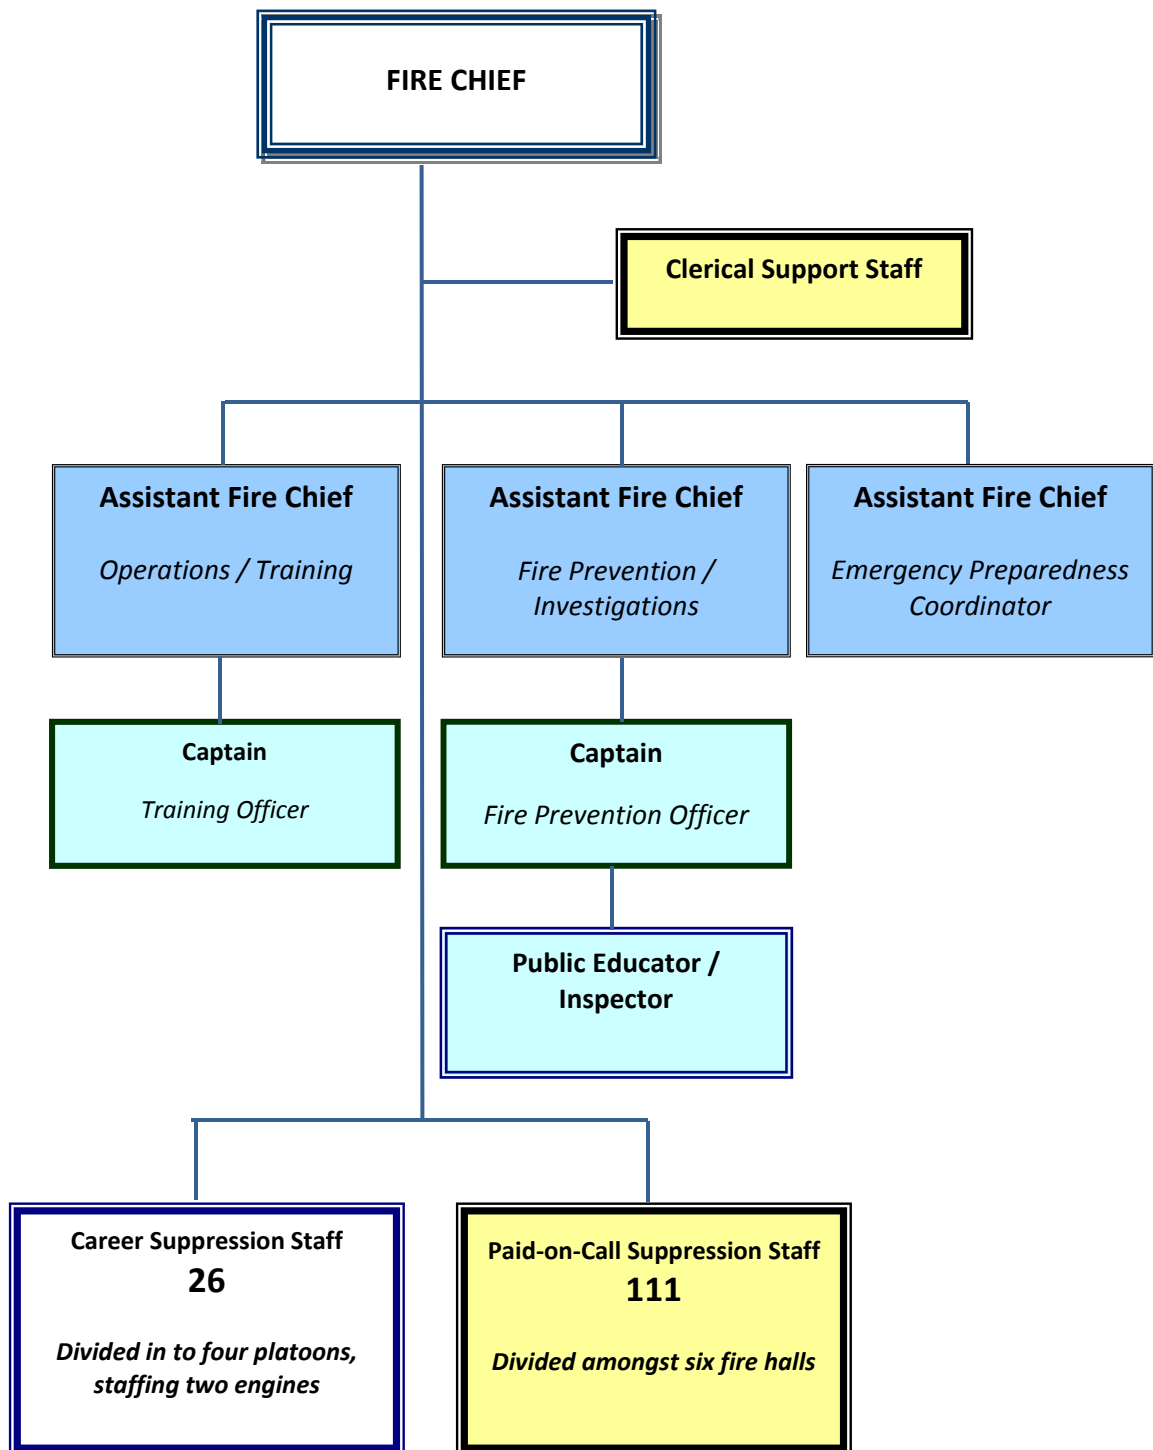 FIRE CHIEF
Clerical Support Staff
Assistant Fire Chief
Operations / Training
Assistant Fire Chief
Fire Prevention /
Investigations
Assistant Fire Chief
Emergency Preparedness
Coordinator
Captain
Training Officer
Captain
Fire Prevention Officer
Public Educator /
Inspector
Career Suppression Staff
26
Divided in to four platoons,
staffing two engines
Paid-on-Call Suppression Staff
111
Divided amongst six fire halls